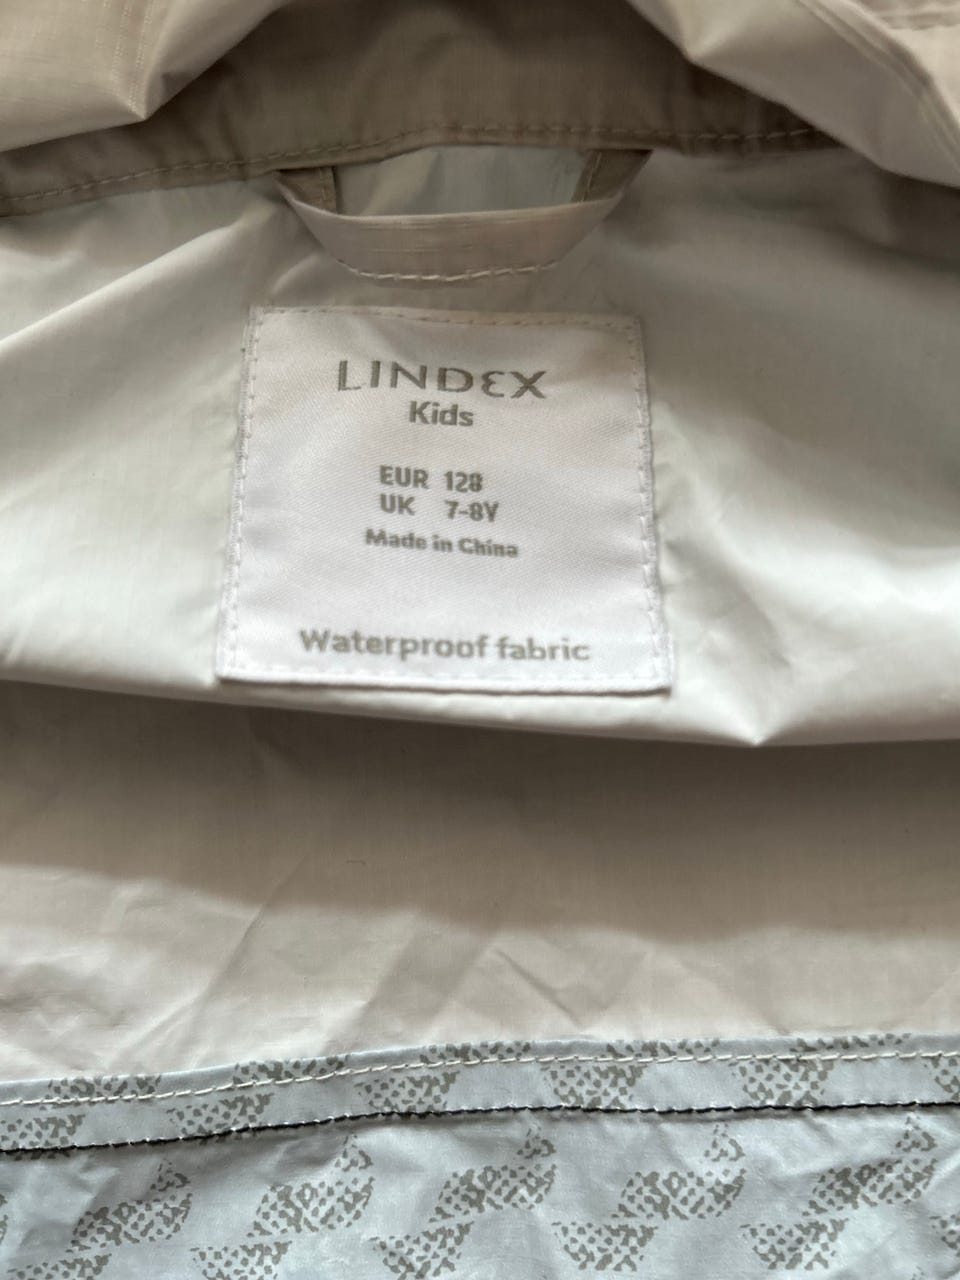 LINDEX
Kids
EUR 128
UK 7-8Y
Made in China
Waterproof fabric